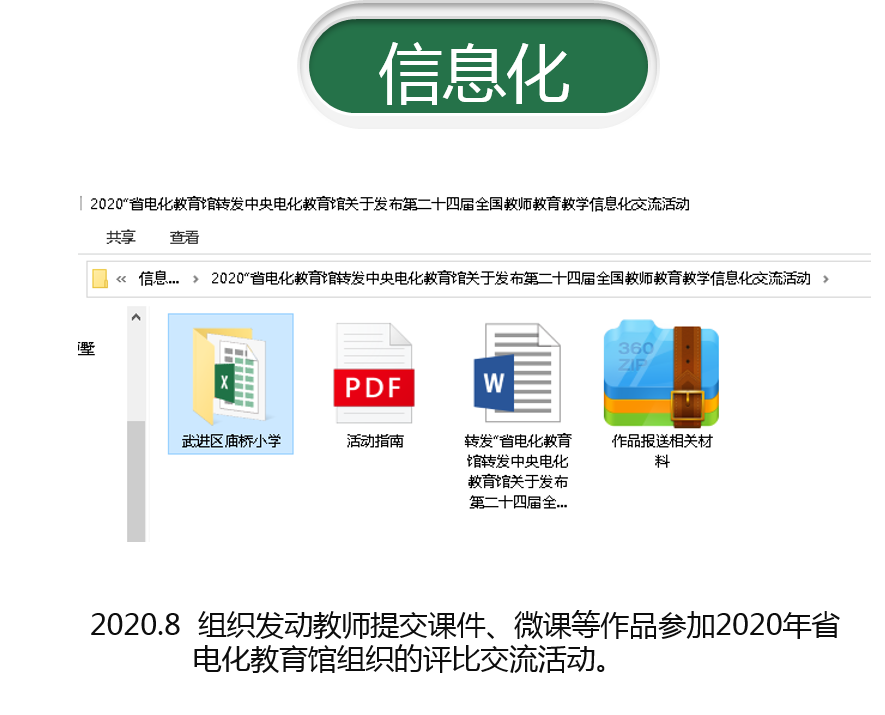 信息化
2020“省电化教育馆转发中央电化教育馆关于发布第二十四届全国教师教育教学信息化交流活动
共享 查看
« 信息... › 2020“省电化教育馆转发中央电化教育馆关于发布第二十四届全国教师教育教学信息化交流活动 ›
墅
X
PDF
W
360
ZIP
武进区庙桥小学
活动指南
转发“省电化教育
馆转发中央电化
教育馆关于发布
第二十四届全...
作品报送相关材
料
2020.8 组织发动教师提交课件、微课等作品参加2020年省
电化教育馆组织的评比交流活动。